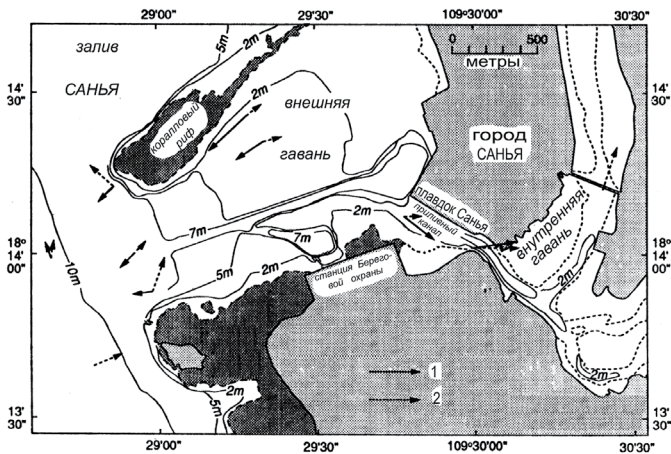 29'00" 29'30" 109°30'00" 30'30"
залив
САНЬЯ
5m
2m
0 500
метры
14'
30"
14'
30"
коралловый
риф
2m
внешняя
гавань
город
САНЬЯ
плавдок Санья
приливный
канал
7m
2m
внутренняя
гавань
18°
00'
14'
00"
7m
10m
5m
2m
станция Берего-
вой охраны
2m
1
2
2m
2m
5m
13'
30"
13'
30"
29'00" 29'30" 109°30'00" 30'30"